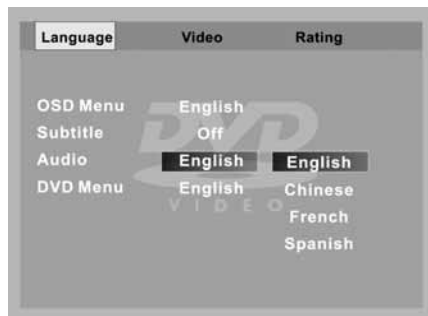 Language Video Rating
OSD Menu English
Subtitle Off
Audio English English
DVD Menu English Chinese
French
Spanish
DVD
VIDEO